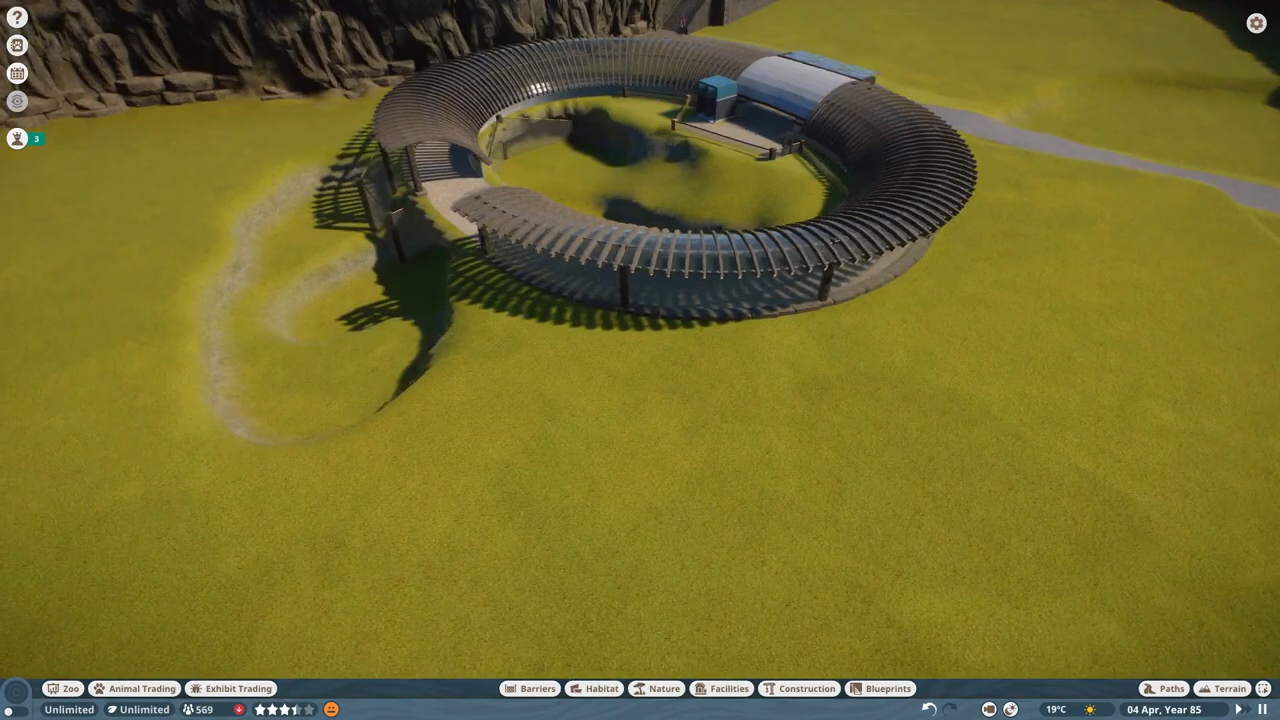 ?
3
Zoo Animal Trading Exhibit Trading Barriers Habitat Nature Facilities Construction Blueprints Paths Terrain
Unlimited Unlimited 569 19°C 04 Apr, Year 85